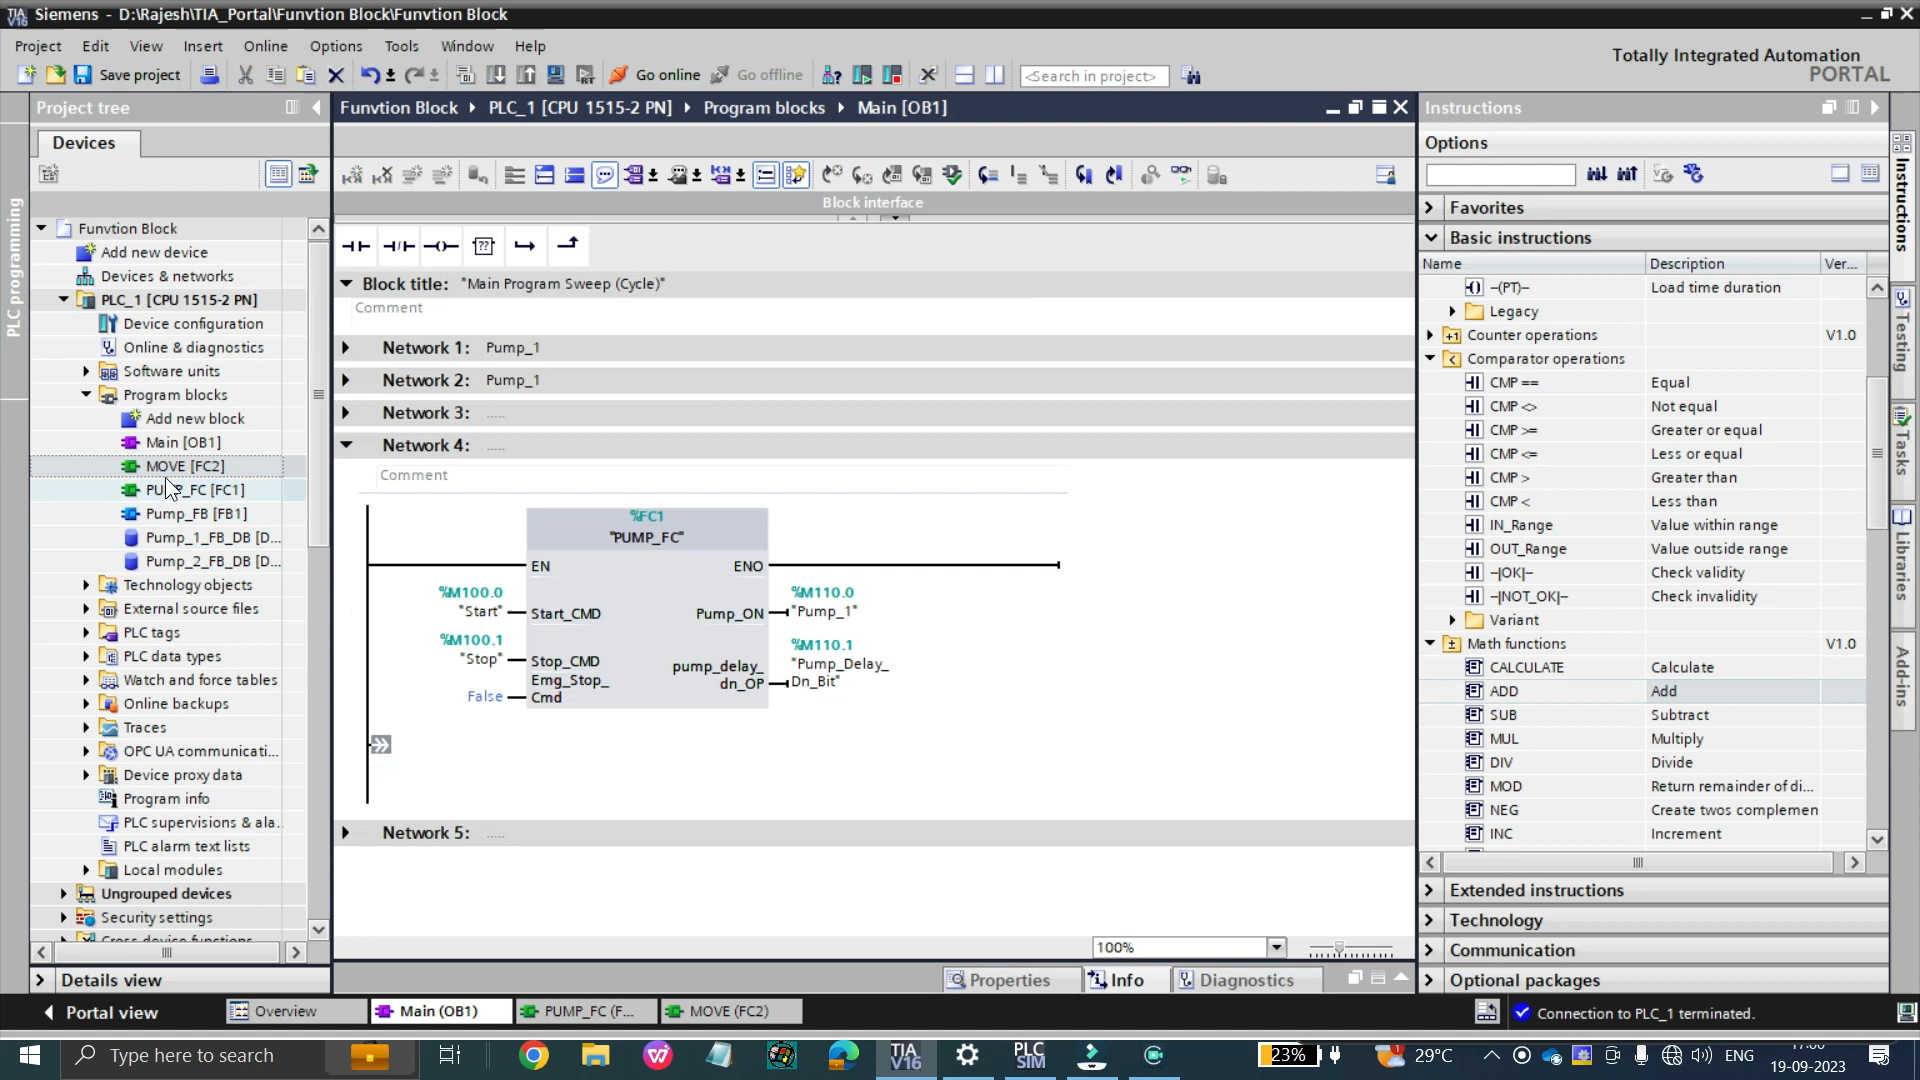 Siemens - D:\Rajesh\TIA_Portal\Funvtion Block\Funvtion Block
Project Edit View Insert Online Options Tools Window Help
Totally Integrated Automation
PORTAL
Save project
Go online
Go offline
<Search in project>
Project tree
Funvtion Block PLC_1 [CPU 1515-2 PN] Program blocks Main [OB1]
Instructions
Devices
Options
Block interface
PLC programming
Funvtion Block
Add new device
Devices & networks
PLC_1 [CPU 1515-2 PN]
Device configuration
Online & diagnostics
Software units
Program blocks
Add new block
Main [OB1]
MOVE [FC2]
[FC1]
Pump_FB [FB1]
Pump_1_FB_DB [D...
Pump_2_FB_DB [D...
Technology objects
External source files
PLC tags
PLC data types
Watch and force tables
Online backups
Traces
OPC UA communicati...
Device proxy data
Program info
PLC supervisions & ala.
PLC alarm text lists
Local modules
Ungrouped devices
Security settings
Cross-device functions
Details view
Block title: "Main Program Sweep (Cycle)"
Comment
Network 1: Pump_1
Network 2: Pump_1
Network 3: .....
Network 4: .....
Comment
%FC1
"PUMP_FC"
EN ENO
%M100.0
"Start" Start_CMD
%M100.1
"Stop" Stop_CMD
False Emg_Stop_
Cmd
Pump_ON
%M110.0
"Pump_1"
pump_delay_
dn_OP
%M110.1
"Pump_Delay_
Dn_Bit"
Network 5: .....
100%
Properties Info Diagnostics
Favorites
Basic instructions
Name Description Ver...
-(PT)- Load time duration
Legacy
Counter operations V1.0
Comparator operations
CMP == Equal
CMP <> Not equal
CMP >= Greater or equal
CMP <= Less or equal
CMP > Greater than
CMP < Less than
IN_Range Value within range
OUT_Range Value outside range
-|OK|- Check validity
-|NOT_OK|- Check invalidity
Variant
Math functions V1.0
CALCULATE Calculate
ADD Add
SUB Subtract
MUL Multiply
DIV Divide
MOD Return remainder of di...
NEG Create twos complemen
INC Increment
Extended instructions
Technology
Communication
Optional packages
Instructions
Testing
Tasks
Libraries
Add-ins
Portal view
Overview
Main (OB1)
PUMP_FC (F...
MOVE (FC2)
Connection to PLC_1 terminated.
Type here to search
TIA
V16
PLC
SIM
23%
29°C
ENG
19-09-2023